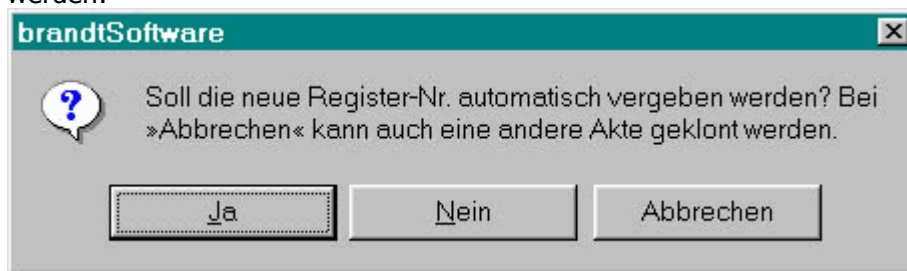 werden.
brandtSoftware
Soll die neue Register-Nr. automatisch vergeben werden? Bei
»Abbrechen« kann auch eine andere Akte geklont werden.
Ja
Nein
Abbrechen